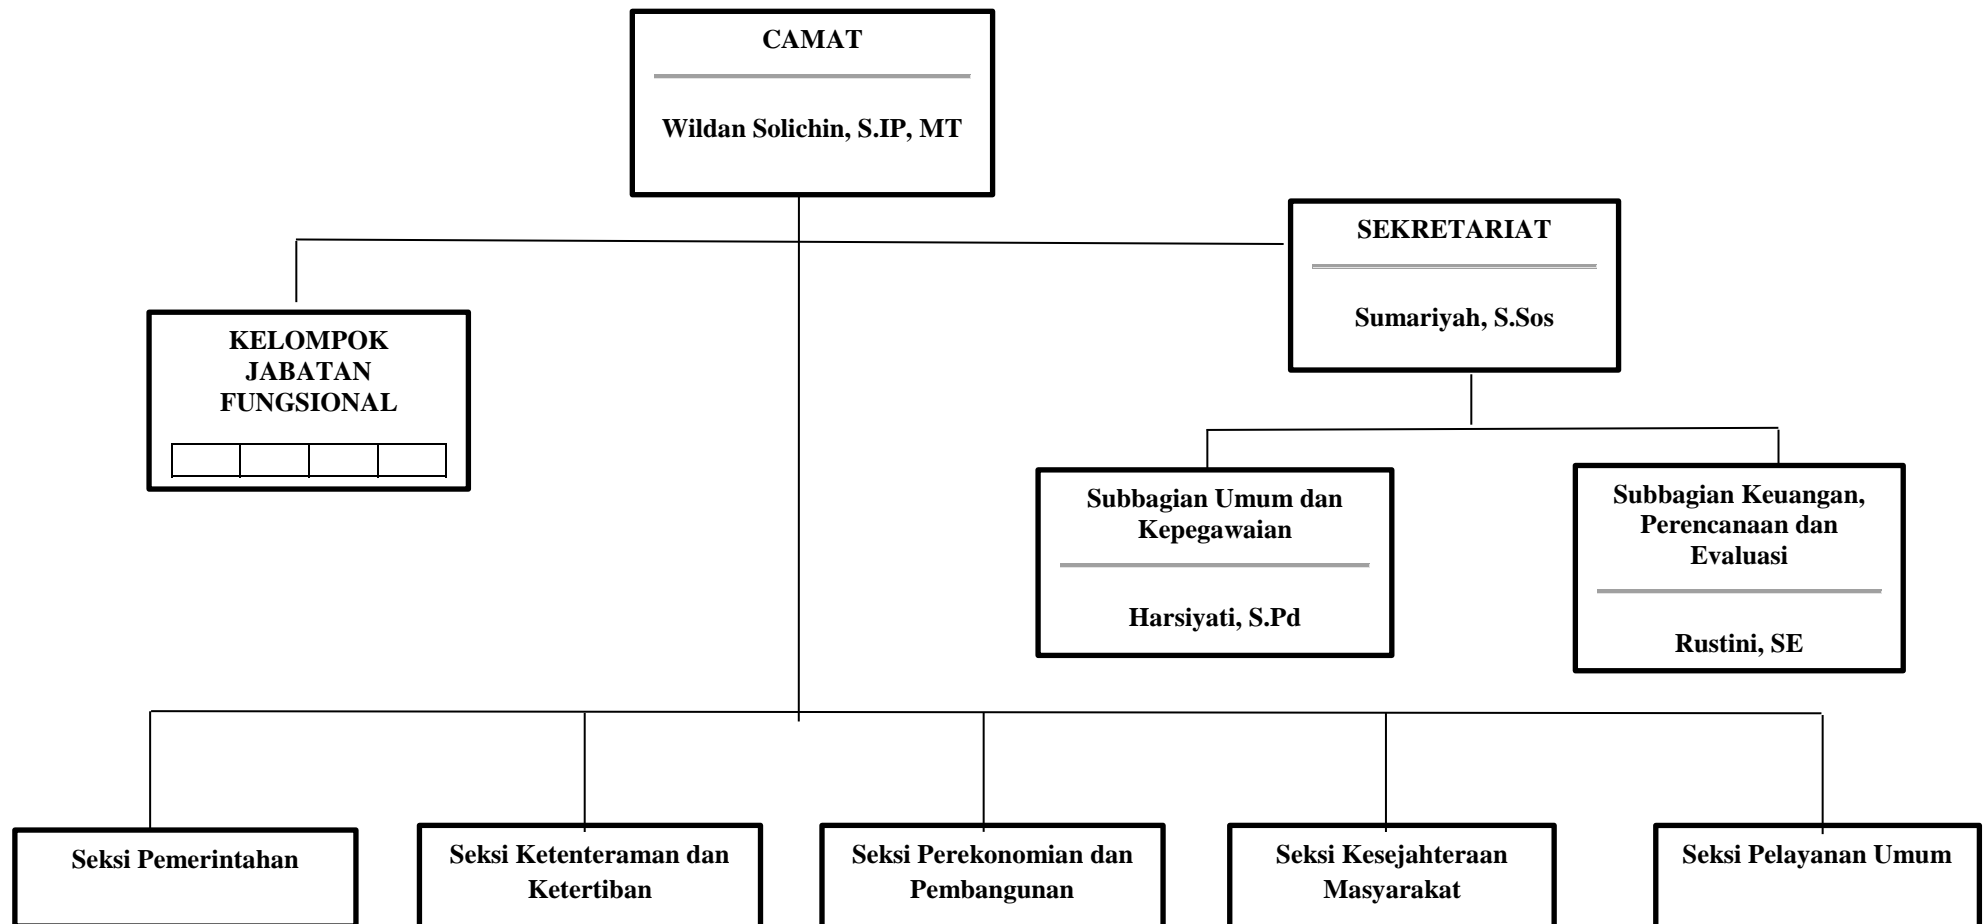 CAMAT
Wildan Solichin, S.IP, MT
SEKRETARIAT
Sumariyah, S.Sos
KELOMPOK
JABATAN
FUNGSIONAL
Subbagian Umum dan
Kepegawaian
Harsiyati, S.Pd
Subbagian Keuangan,
Perencanaan dan
Evaluasi
Rustini, SE
Seksi Pemerintahan
Seksi Ketenteraman dan
Ketertiban
Seksi Perekonomian dan
Pembangunan
Seksi Kesejahteraan
Masyarakat
Seksi Pelayanan Umum